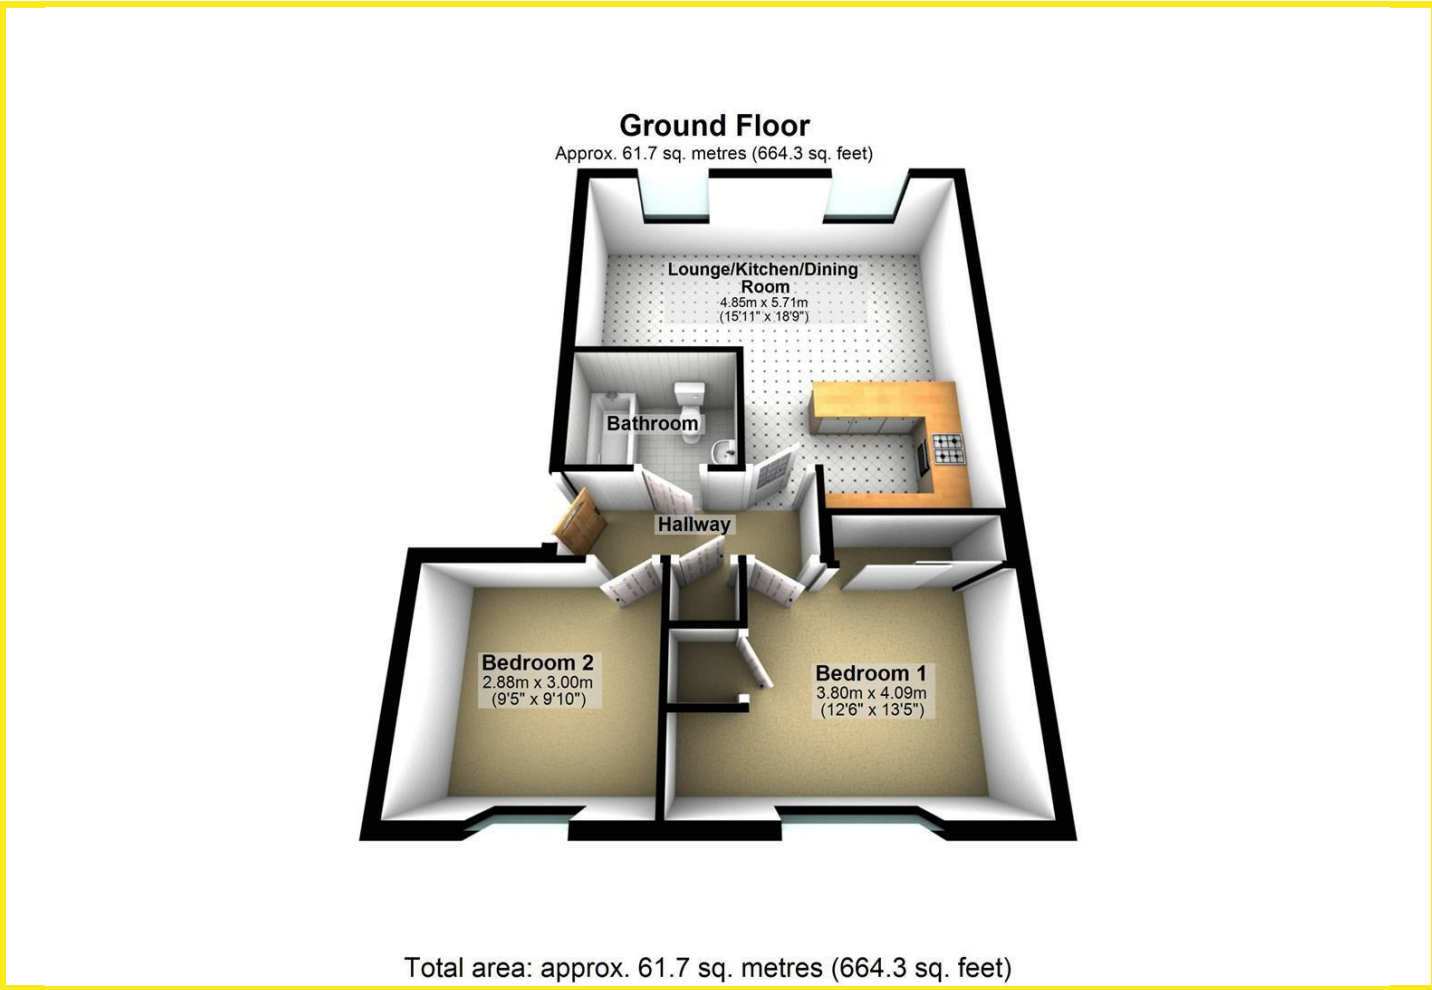 Ground Floor
Approx. 61.7 sq. metres (664.3 sq. feet)
Lounge/Kitchen/Dining
Room
4.85m x 5.71m
(15'11" x 18'9")
Bathroom
Hallway
Bedroom 2
2.88m x 3.00m
(9'5" x 9'10")
Bedroom 1
3.80m x 4.09m
(12'6" x 13'5")
Total area: approx. 61.7 sq. metres (664.3 sq. feet)